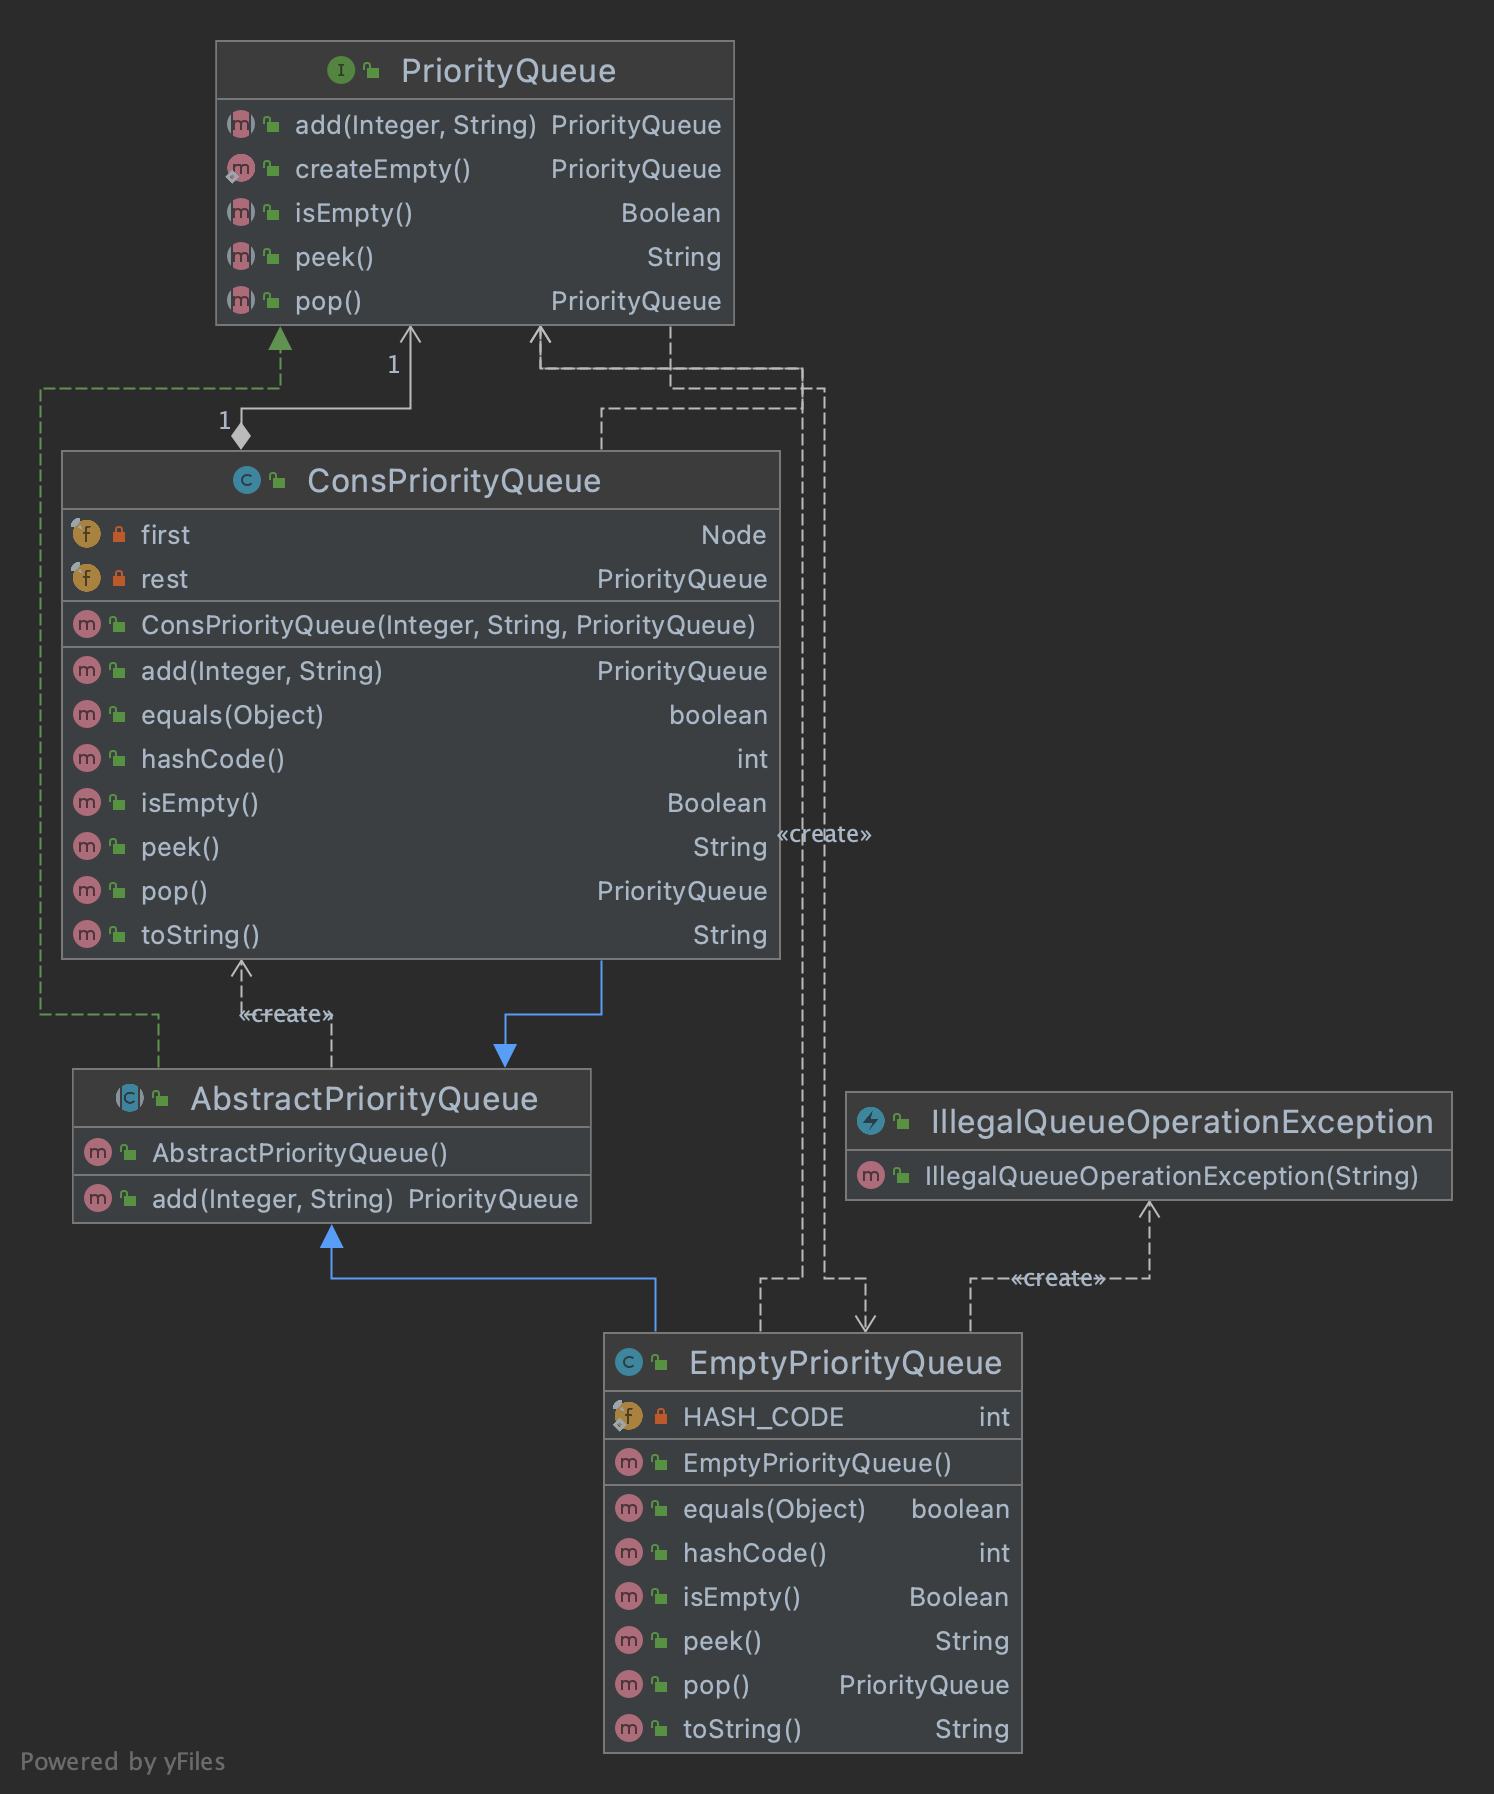 PriorityQueue
add(Integer, String) PriorityQueue
createEmpty() PriorityQueue
isEmpty() Boolean
peek() String
pop() PriorityQueue
1
1
ConsPriorityQueue
first Node
rest PriorityQueue
ConsPriorityQueue(Integer, String, PriorityQueue)
add(Integer, String) PriorityQueue
equals(Object) boolean
hashCode() int
isEmpty() Boolean
«create»
peek() String
pop() PriorityQueue
toString() String
«create»
AbstractPriorityQueue
AbstractPriorityQueue()
add(Integer, String) PriorityQueue
IllegalQueueOperationException
IllegalQueueOperationException(String)
«create»
EmptyPriorityQueue
HASH_CODE int
EmptyPriorityQueue()
equals(Object) boolean
hashCode() int
isEmpty() Boolean
peek() String
pop() PriorityQueue
toString() String
Powered by yFiles